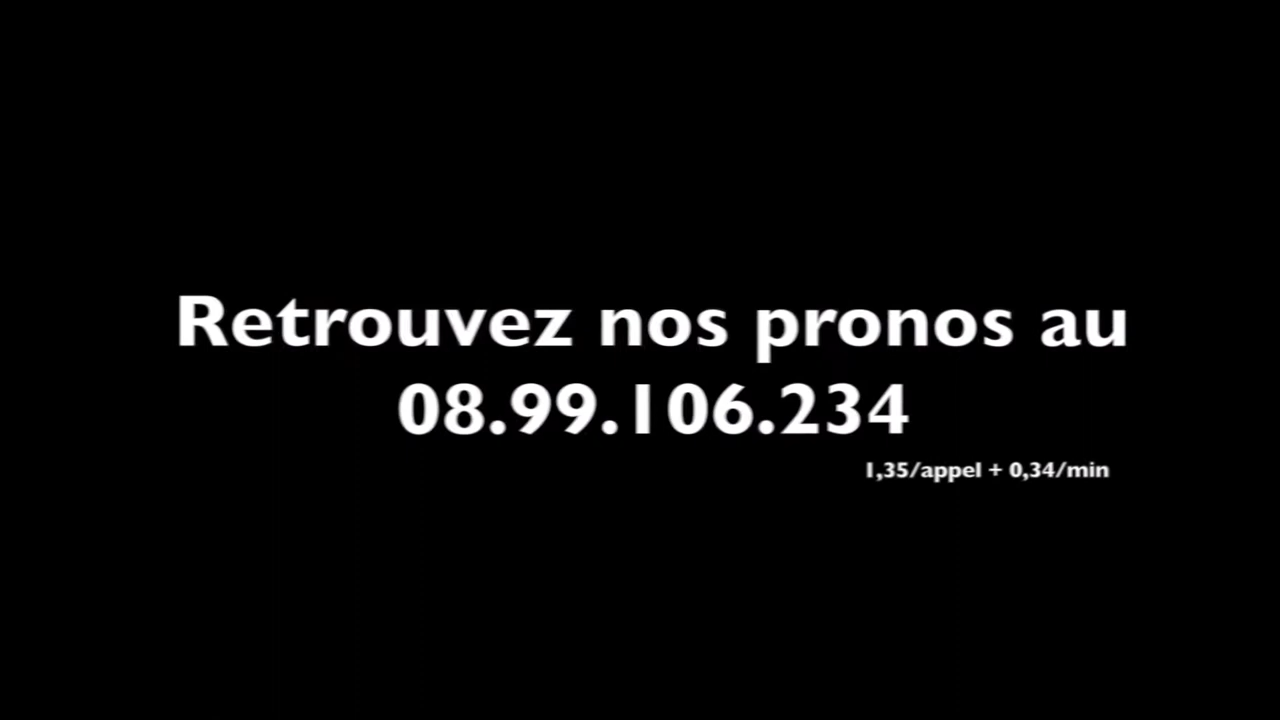 Retrouvez nos pronos au
08.99.106.234
1,35/appel + 0,34/min